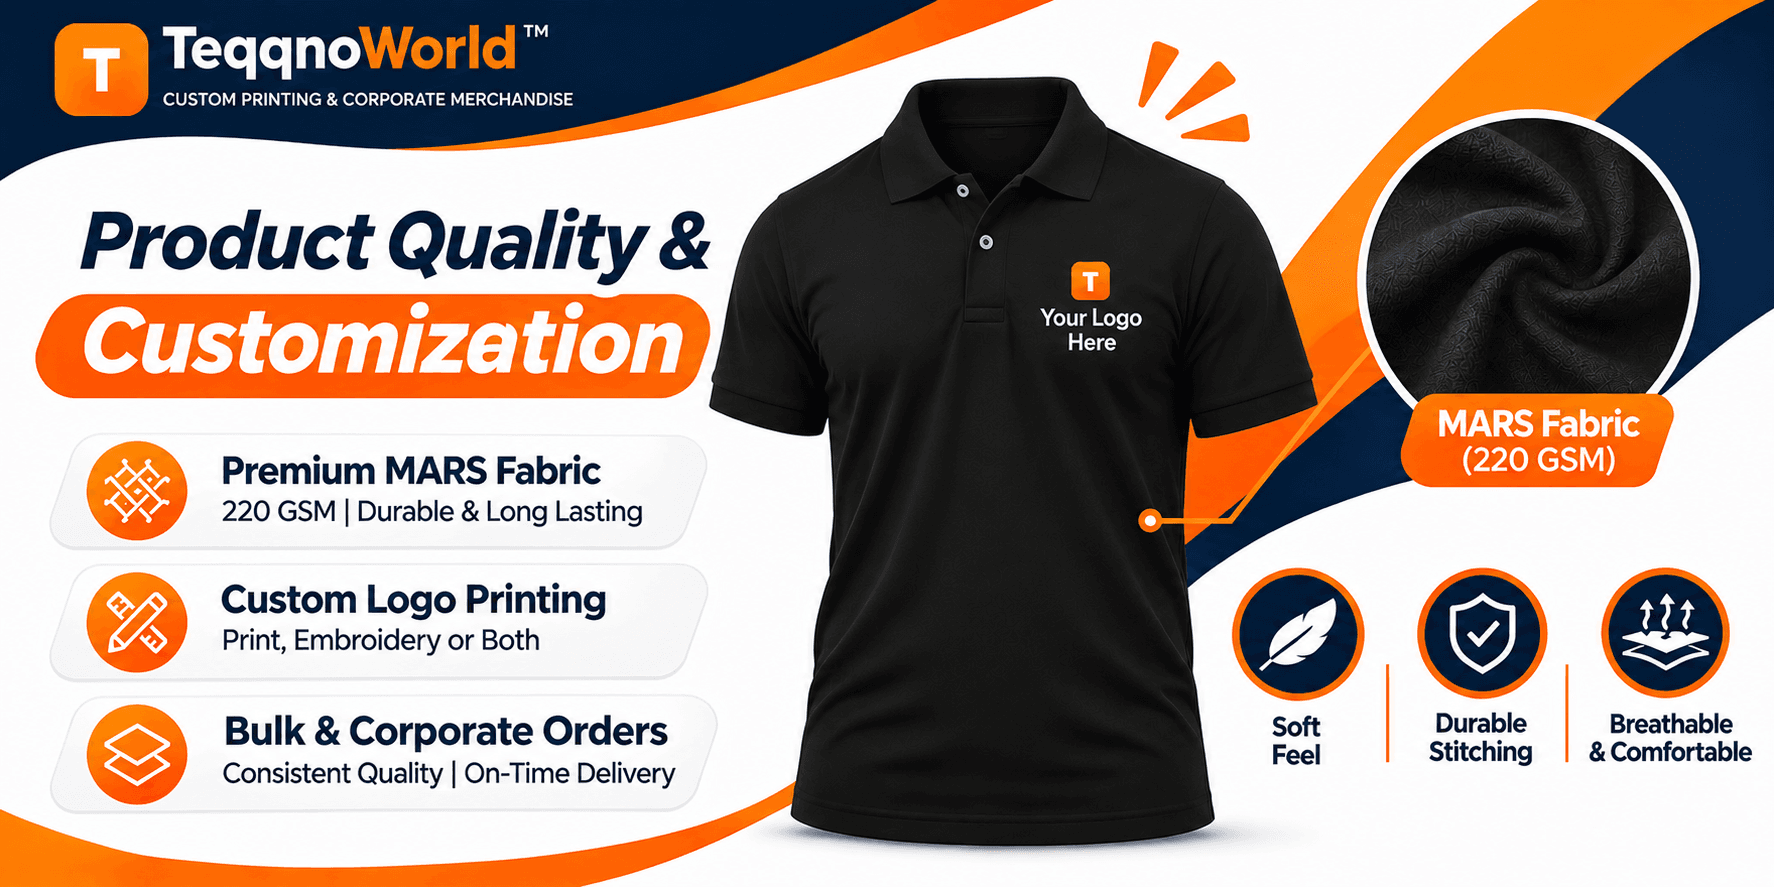 T
TeqqnoWorld™
CUSTOM PRINTING & CORPORATE MERCHANDISE
Product Quality &
Customization
Premium MARS Fabric
220 GSM | Durable & Long Lasting
Custom Logo Printing
Print, Embroidery or Both
Bulk & Corporate Orders
Consistent Quality | On-Time Delivery
T
Your Logo
Here
MARS Fabric
(220 GSM)
Soft
Feel
Durable
Stitching
Breathable
& Comfortable